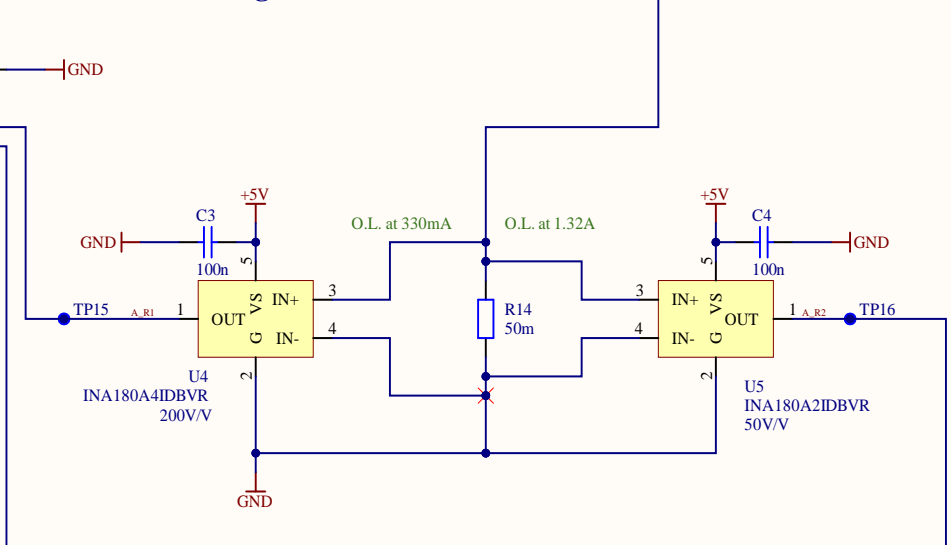 GND
+5V
+5V
C3
O.L. at 330mA
O.L. at 1.32A
C4
GND
GND
100n
5
5
100n
3
IN+
VS
3
IN+
VS
TP15
A_R1
1
OUT
R14
50m
OUT
1
A_R2
TP16
4
IN-
G
4
IN-
G
2
2
U4
INA180A4IDBVR
200V/V
U5
INA180A2IDBVR
50V/V
GND